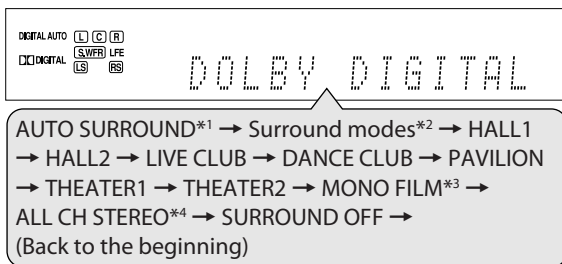 DIGITAL AUTO L C R
DIGITAL S.WFR LFE
LS RS
DOLBY DIGITAL
AUTO SURROUND*1 → Surround modes*2 → HALL1
→ HALL2 → LIVE CLUB → DANCE CLUB → PAVILION
→ THEATER1 → THEATER2 → MONO FILM*3 →
ALL CH STEREO*4 → SURROUND OFF →
(Back to the beginning)